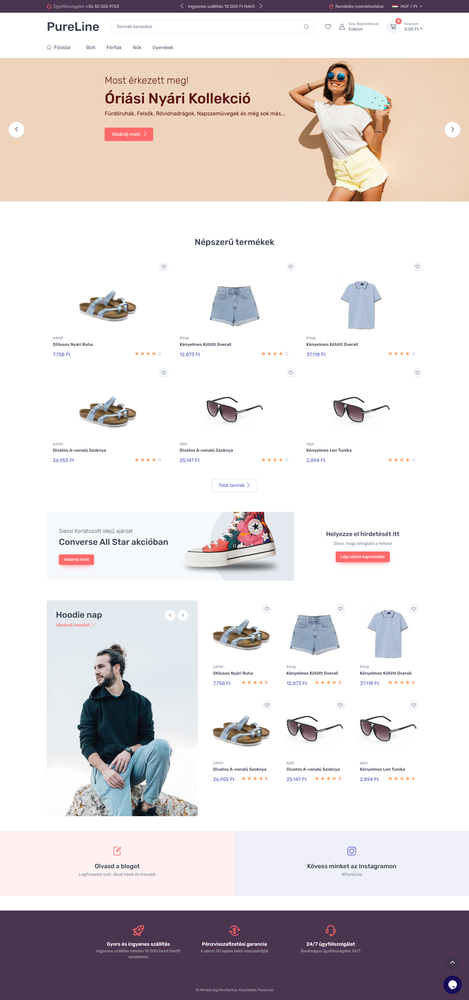 Ügyfélszolgálat +36 30 355 9753
Ingyenes szállítás 10 000 Ft felett
Rendelés nyomkövetése
HUF / Ft
PureLine
Termék keresése
Szia, Bejelentkezés
Fiókom
0
Kosaram
0.00 Ft
Főoldal
Bolt
Férfiak
Nők
Gyerekek
Most érkezett meg!
Óriási Nyári Kollekció
Fürdőruhák, Felsők, Rövidnadrágok, Napszemüvegek és még sok más...
Vásárolj most
Népszerű termékek
jukhjh
Stílusos Nyári Ruha
7,758 Ft
Kissg
Kényelmes Kötött Overall
12,873 Ft
Kissg
Kényelmes Kötött Overall
37,118 Ft
jukhjh
Divatos A-vonalú Szoknya
26,955 Ft
kjkjh
Divatos A-vonalú Szoknya
25,147 Ft
kjkjh
Kényelmes Len Tunika
2,894 Ft
Több termék
Siess! Korlátozott idejű ajánlat
Converse All Star akcióban
Vásárolj most
CONVERSE
ALL STAR
Helyezze el hirdetését itt
Siess, hogy lefoglald a helyed
Lépj velünk kapcsolatba
Hoodie nap
Vásárolj hoodiet
jukhjh
Stílusos Nyári Ruha
7,758 Ft
Kissg
Kényelmes Kötött Overall
12,873 Ft
Kissg
Kényelmes Kötött Overall
37,118 Ft
jukhjh
Divatos A-vonalú Szoknya
26,955 Ft
kjkjh
Divatos A-vonalú Szoknya
25,147 Ft
kjkjh
Kényelmes Len Tunika
2,894 Ft
Olvasd a blogot
Legfrissebb bolt, divat hírek és trendek
Kövess minket az Instagramon
#PureLine
Gyors és ingyenes szállítás
Ingyenes szállítás minden 10 000 forint feletti
rendelésre
Pénzvisszafizetési garancia
A pénzt 30 napon belül visszatérítjük
24/7 ügyfélszolgálat
Barátságos ügyfélszolgálat 24/7
© Minden jog fenntartva. Készítette: PureLine